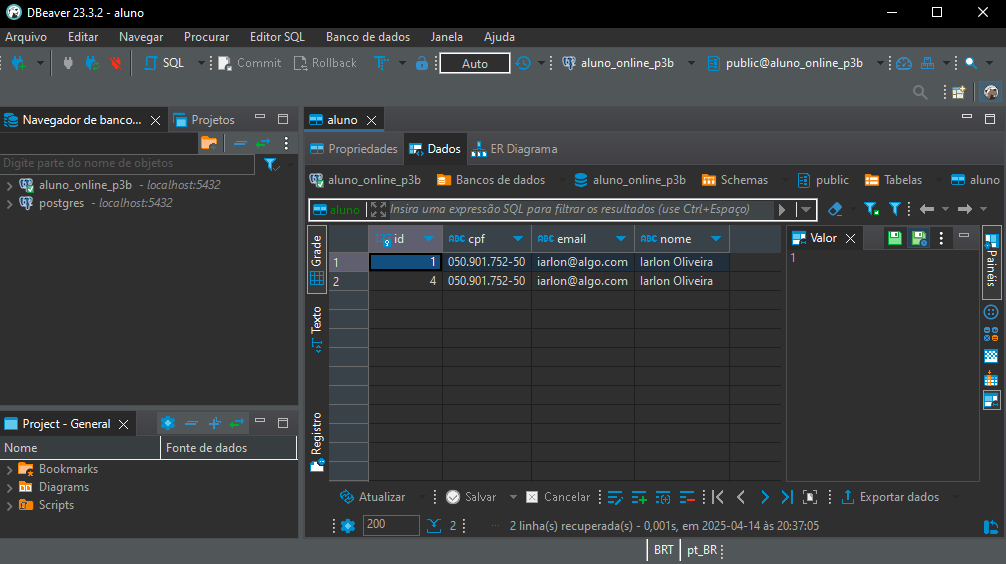 DBeaver 23.3.2 - aluno
Arquivo Editar Navegar Procurar Editor SQL Banco de dados Janela Ajuda
SQL Commit Rollback Auto aluno_online_p3b public@aluno_online_p3b
Navegador de banco... Projetos
Digite parte do nome de objetos
aluno_online_p3b - localhost:5432
postgres - localhost:5432
Project - General
Nome Fonte de dados
Bookmarks
Diagrams
Scripts
aluno
Propriedades Dados ER Diagrama
aluno_online_p3b Bancos de dados aluno_online_p3b Schemas public Tabelas aluno
aluno Insira uma expressão SQL para filtrar os resultados (use Ctrl+Espaço)
Grade
Texto
Registro
id ABC cpf ABC email ABC nome
1 1 050.901.752-50 iarlon@algo.com Iarlon Oliveira
2 4 050.901.752-50 iarlon@algo.com Iarlon Oliveira
Valor
1
Painéis
Atualizar Salvar Cancelar Exportar dados
200 2 2 linha(s) recuperada(s) - 0,001s, em 2025-04-14 às 20:37:05
BRT pt_BR